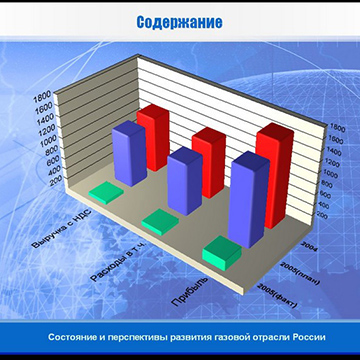 Содержание
1800
1600
1400
1200
1000
800
600
400
200
1800
1600
1400
1200
1000
800
600
400
200
Выручка с НДС
Расходы в т.ч.
Прибыль
2004
2005(план)
2005(факт)
Состояние и перспективы развития газовой отрасли России